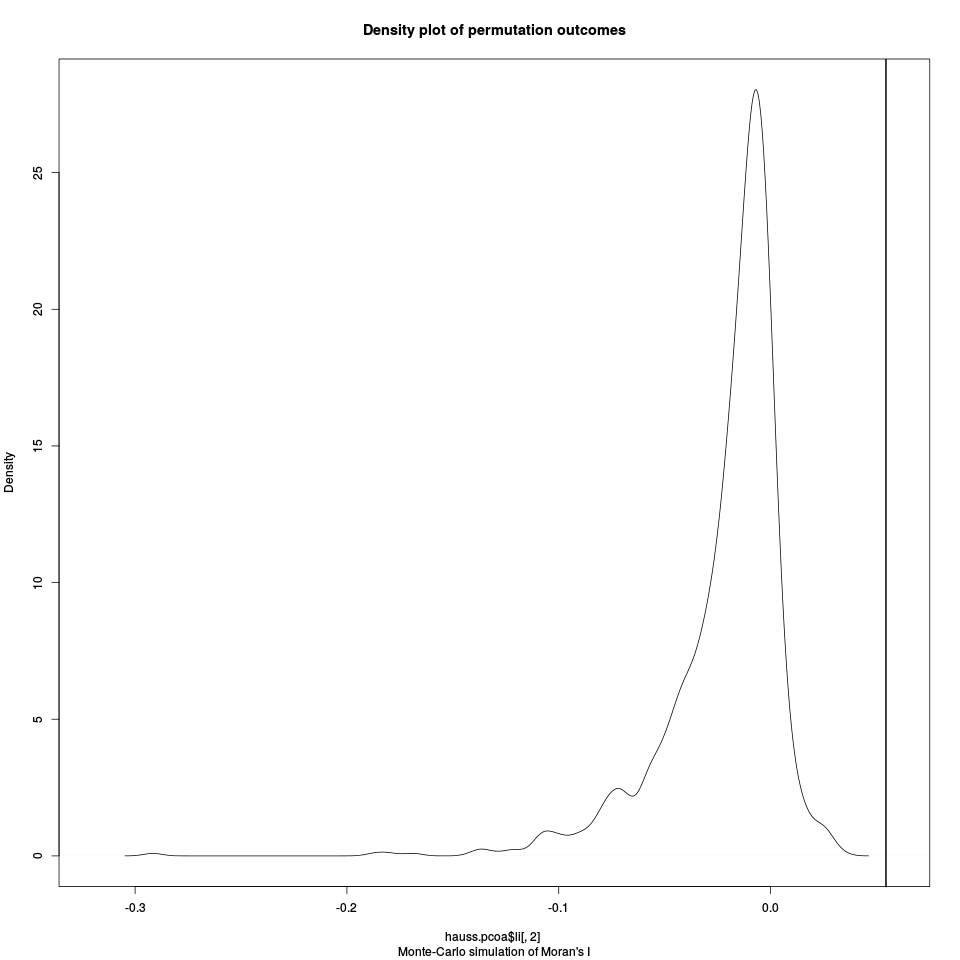 Density plot of permutation outcomes
25
20
15
10
5
0
Density
-0.3
-0.2
-0.1
0.0
hauss.pcoa$li[, 2]
Monte-Carlo simulation of Moran's I